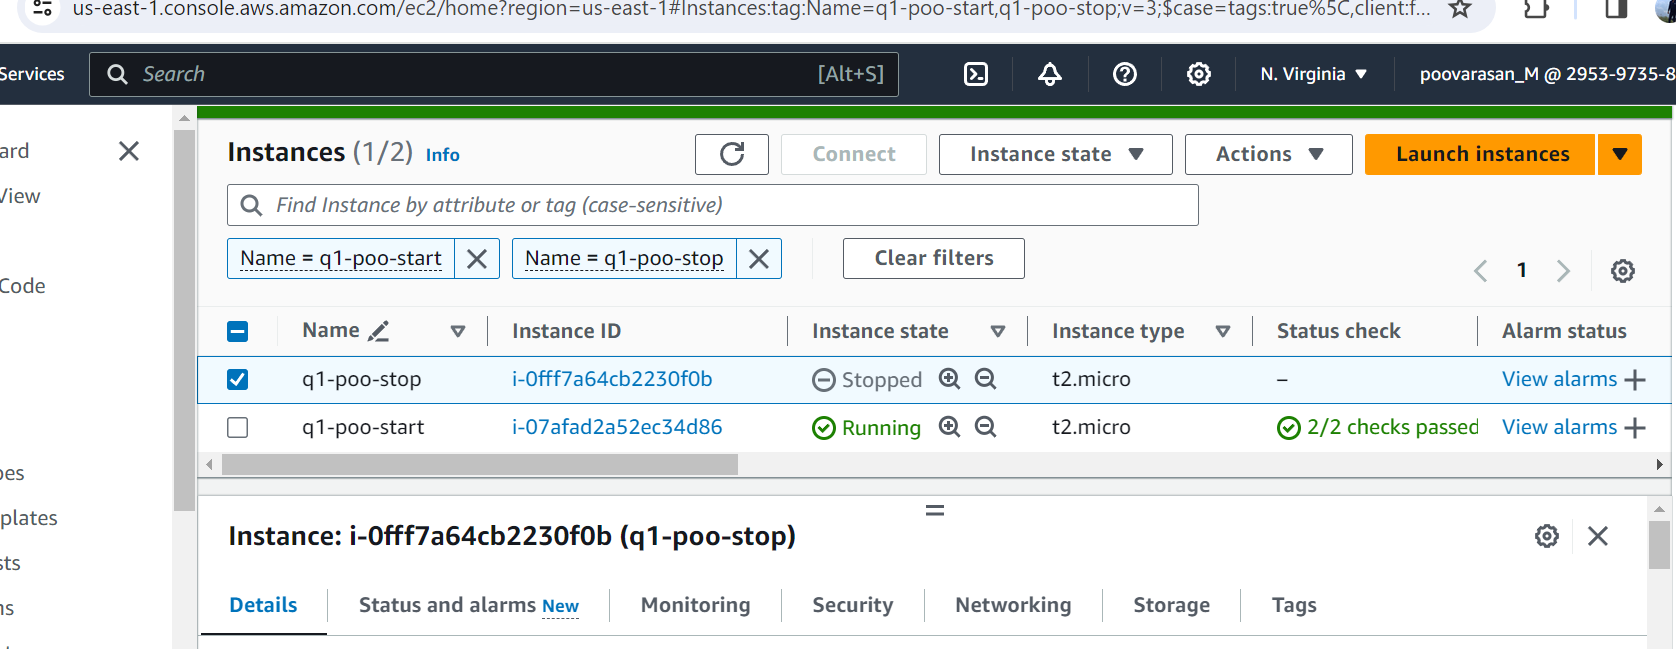 us-east-1.console.aws.amazon.com/ec2/home?region=us-east-1#Instances:tag:Name=q1-poo-start,q1-poo-stop;v=3;$case=tags:true%5C,client:f...
Services Search [Alt+S] N. Virginia ▼ poovarasan_M @ 2953-9735-8
ard
View
Code
pes
plates
sts
ns
Instances (1/2) Info Connect Instance state ▼ Actions ▼ Launch instances ▼
Find Instance by attribute or tag (case-sensitive)
Name = q1-poo-start Name = q1-poo-stop Clear filters
1
Name Instance ID Instance state Instance type Status check Alarm status
q1-poo-stop i-0fff7a64cb2230f0b Stopped t2.micro – View alarms +
q1-poo-start i-07afad2a52ec34d86 Running t2.micro 2/2 checks passed View alarms +
Instance: i-0fff7a64cb2230f0b (q1-poo-stop)
Details Status and alarms New Monitoring Security Networking Storage Tags